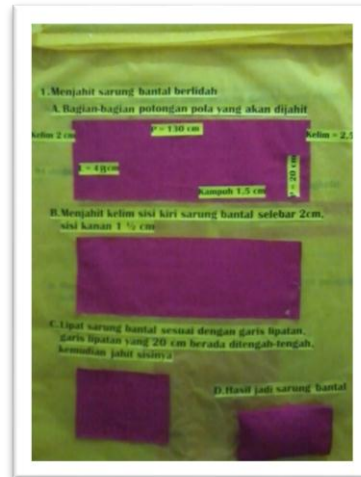 1.Menjahit sarung bantal berlidah
A.Bagian-bagian potongan pola yang akan dijahit
P = 130 cm
Kelim 2 cm
Kelim = 2,5
L = 48 cm
P = 20 cm
Kampuh 1.5 cm
B.Menjahit kelim sisi kiri sarung bantal selebar 2cm,
sisi kanan 1 ½ cm
C.Lipat sarung bantal sesuai dengan garis lipatan,
garis lipatan yang 20 cm berada ditengah-tengah,
kemudian jahit sisinya
D.Hasil jadi sarung bantal